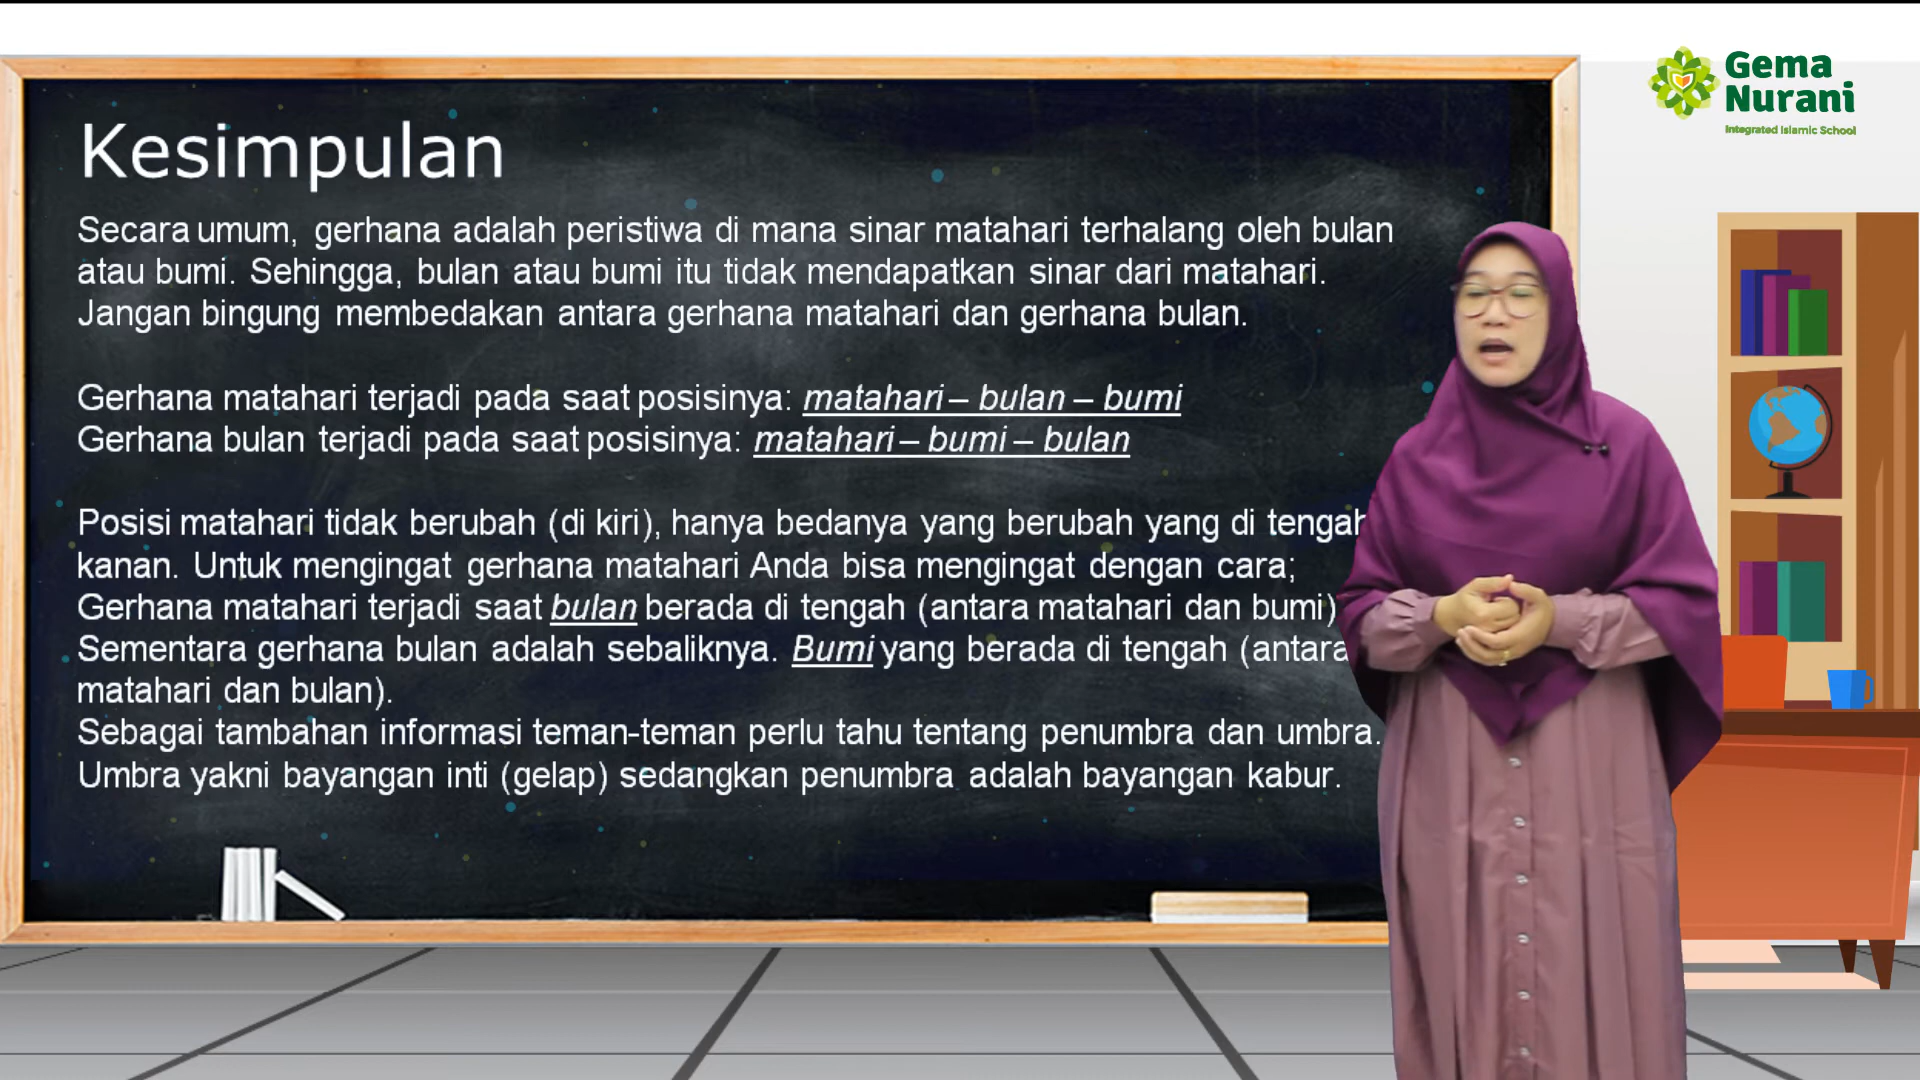 Gema
Nurani
Integrated Islamic School
Kesimpulan
Secara umum, gerhana adalah peristiwa di mana sinar matahari terhalang oleh bulan
atau bumi. Sehingga, bulan atau bumi itu tidak mendapatkan sinar dari matahari.
Jangan bingung membedakan antara gerhana matahari dan gerhana bulan.
Gerhana matahari terjadi pada saat posisinya: matahari – bulan – bumi
Gerhana bulan terjadi pada saat posisinya: matahari – bumi – bulan
Posisi matahari tidak berubah (di kiri), hanya bedanya yang berubah yang di tengah
kanan. Untuk mengingat gerhana matahari Anda bisa mengingat dengan cara;
Gerhana matahari terjadi saat bulan berada di tengah (antara matahari dan bumi)
Sementara gerhana bulan adalah sebaliknya. Bumi yang berada di tengah (antara
matahari dan bulan).
Sebagai tambahan informasi teman-teman perlu tahu tentang penumbra dan umbra.
Umbra yakni bayangan inti (gelap) sedangkan penumbra adalah bayangan kabur.